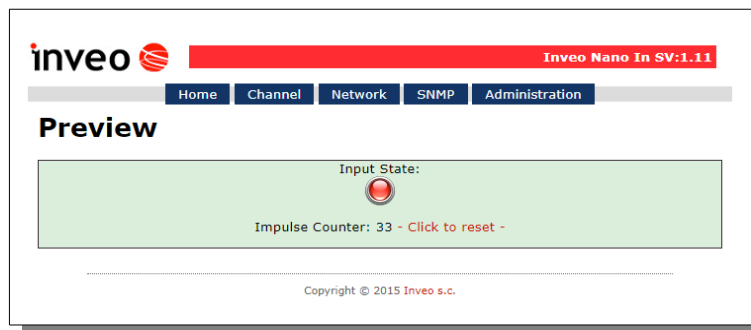 inveo
Inveo Nano In SV:1.11
Home Channel Network SNMP Administration
Preview
Input State:
Impulse Counter: 33 - Click to reset -
Copyright © 2015 Inveo s.c.